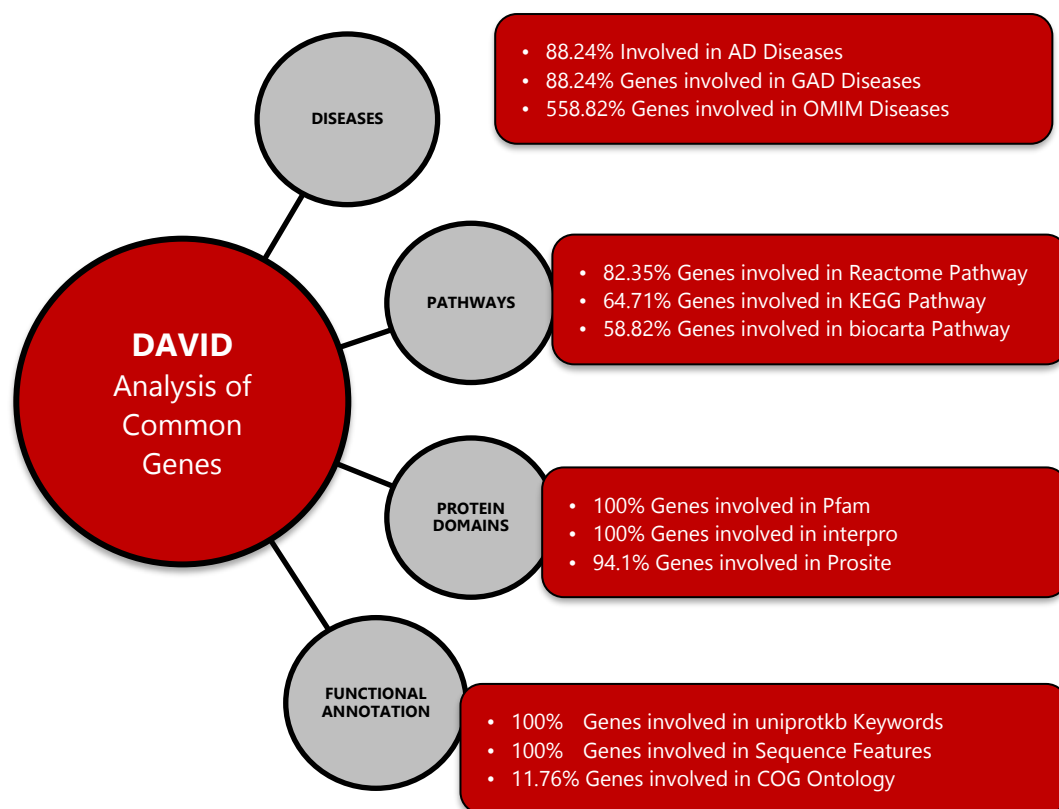 DISEASES
• 88.24% Involved in AD Diseases
• 88.24% Genes involved in GAD Diseases
• 558.82% Genes involved in OMIM Diseases
DAVID
Analysis of
Common
Genes
PATHWAYS
• 82.35% Genes involved in Reactome Pathway
• 64.71% Genes involved in KEGG Pathway
• 58.82% Genes involved in biocarta Pathway
PROTEIN
DOMAINS
• 100% Genes involved in Pfam
• 100% Genes involved in interpro
• 94.1% Genes involved in Prosite
FUNCTIONAL
ANNOTATION
• 100% Genes involved in uniprotkb Keywords
• 100% Genes involved in Sequence Features
• 11.76% Genes involved in COG Ontology